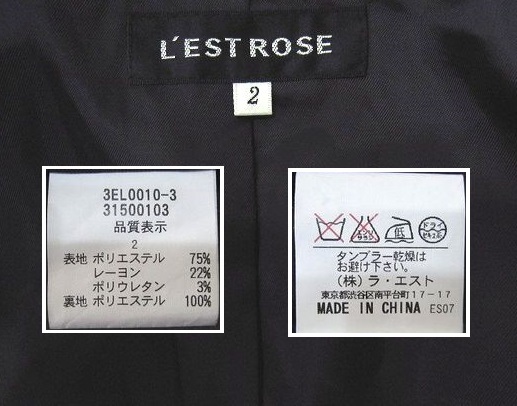 L'EST ROSE
2
3EL0010-3
31500103
品質表示
2
表地 ポリエステル 75%
レーヨン 22%
ポリウレタン 3%
裏地 ポリエステル 100%
低
ドライ
タンブラー乾燥は
お避け下さい。
(株)ラ・エスト
東京都渋谷区南平台町17-17
MADE IN CHINA ES07